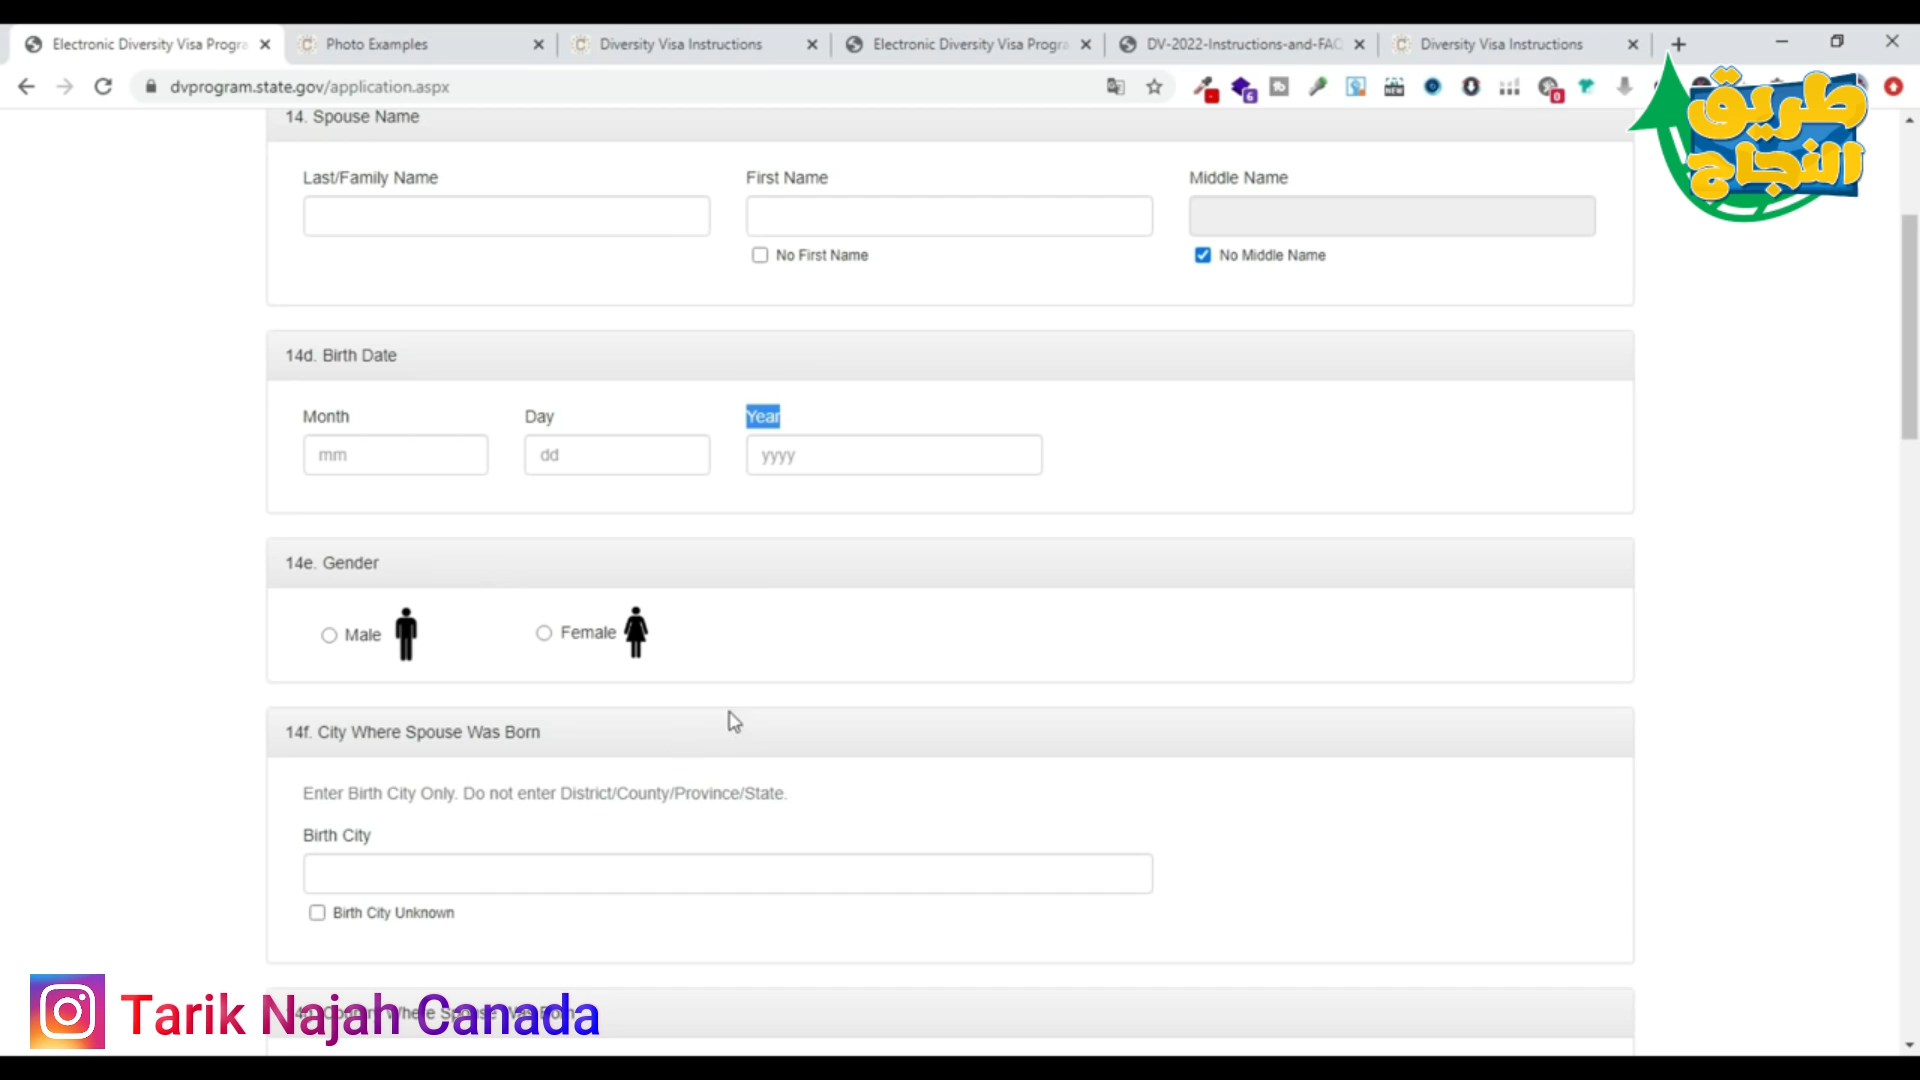 Electronic Diversity Visa Progra
Photo Examples
Diversity Visa Instructions
Electronic Diversity Visa Progra
DV-2022-Instructions-and-FAQ
Diversity Visa Instructions
dvprogram.state.gov/application.aspx
طريق
النجاح
14. Spouse Name
Last/Family Name
First Name
Middle Name
No First Name
No Middle Name
14d. Birth Date
Month
Day
Year
mm
dd
yyyy
14e. Gender
Male
Female
14f. City Where Spouse Was Born
Enter Birth City Only. Do not enter District/County/Province/State.
Birth City
Birth City Unknown
Tarik Najah Canada